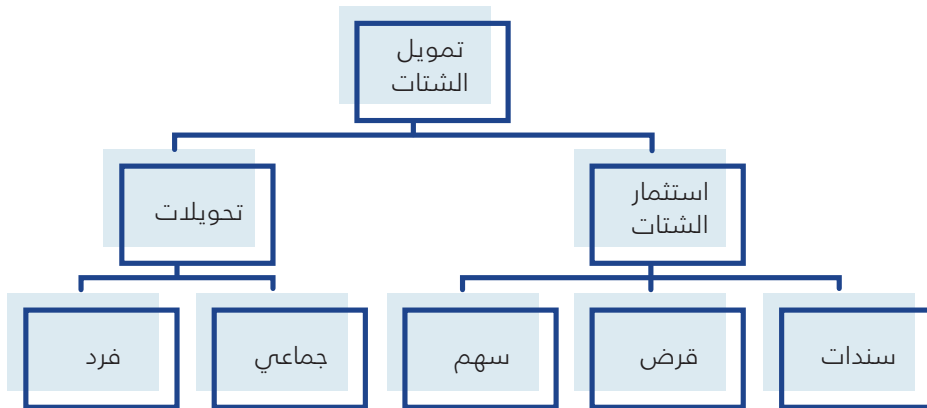 تمويل
الشتات
استثمار
الشتات
تحويلات
سندات
قرض
سهم
جماعي
فرد